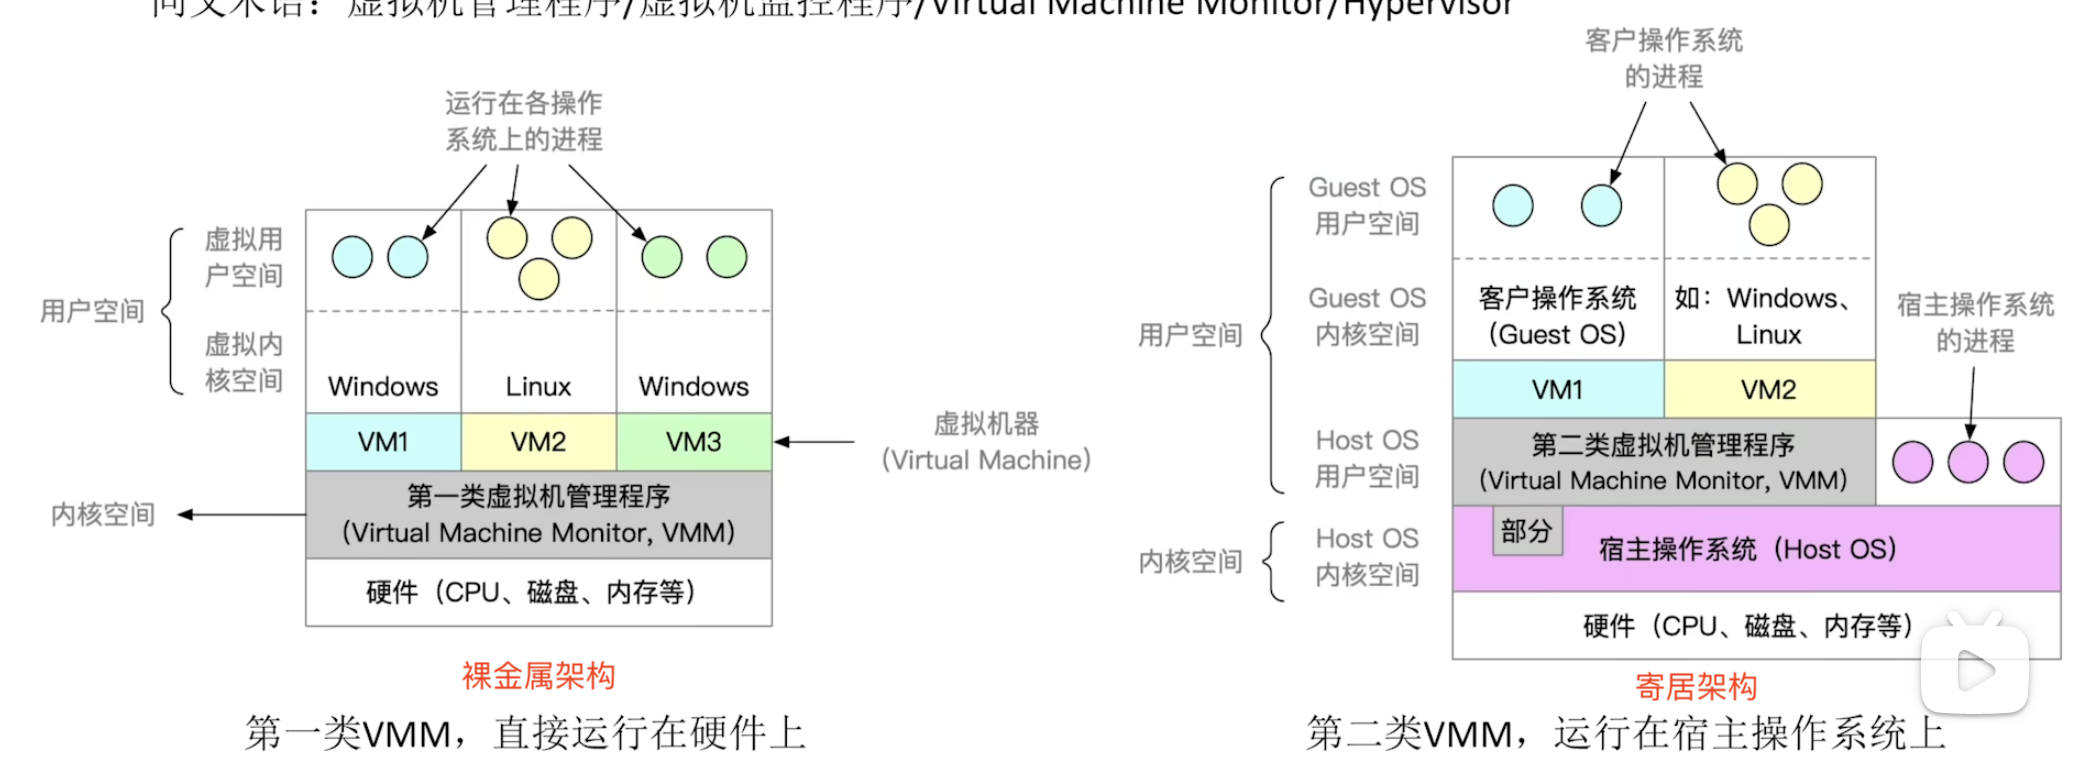 同义术语：虚拟机管理程序/虚拟机监控程序/Virtual Machine Monitor/Hypervisor
运行在各操作
系统上的进程
用户空间
虚拟用
户空间
虚拟内
核空间
Windows
Linux
Windows
VM1
VM2
VM3
虚拟机器
(Virtual Machine)
内核空间
第一类虚拟机管理程序
(Virtual Machine Monitor, VMM)
硬件（CPU、磁盘、内存等）
裸金属架构
第一类VMM，直接运行在硬件上
客户操作系统
的进程
用户空间
Guest OS
用户空间
Guest OS
内核空间
客户操作系统
(Guest OS)
如：Windows、
Linux
宿主操作系统
的进程
VM1
VM2
Host OS
用户空间
第二类虚拟机管理程序
(Virtual Machine Monitor, VMM)
内核空间
Host OS
内核空间
部分
宿主操作系统（Host OS）
硬件（CPU、磁盘、内存等）
寄居架构
第二类VMM，运行在宿主操作系统上